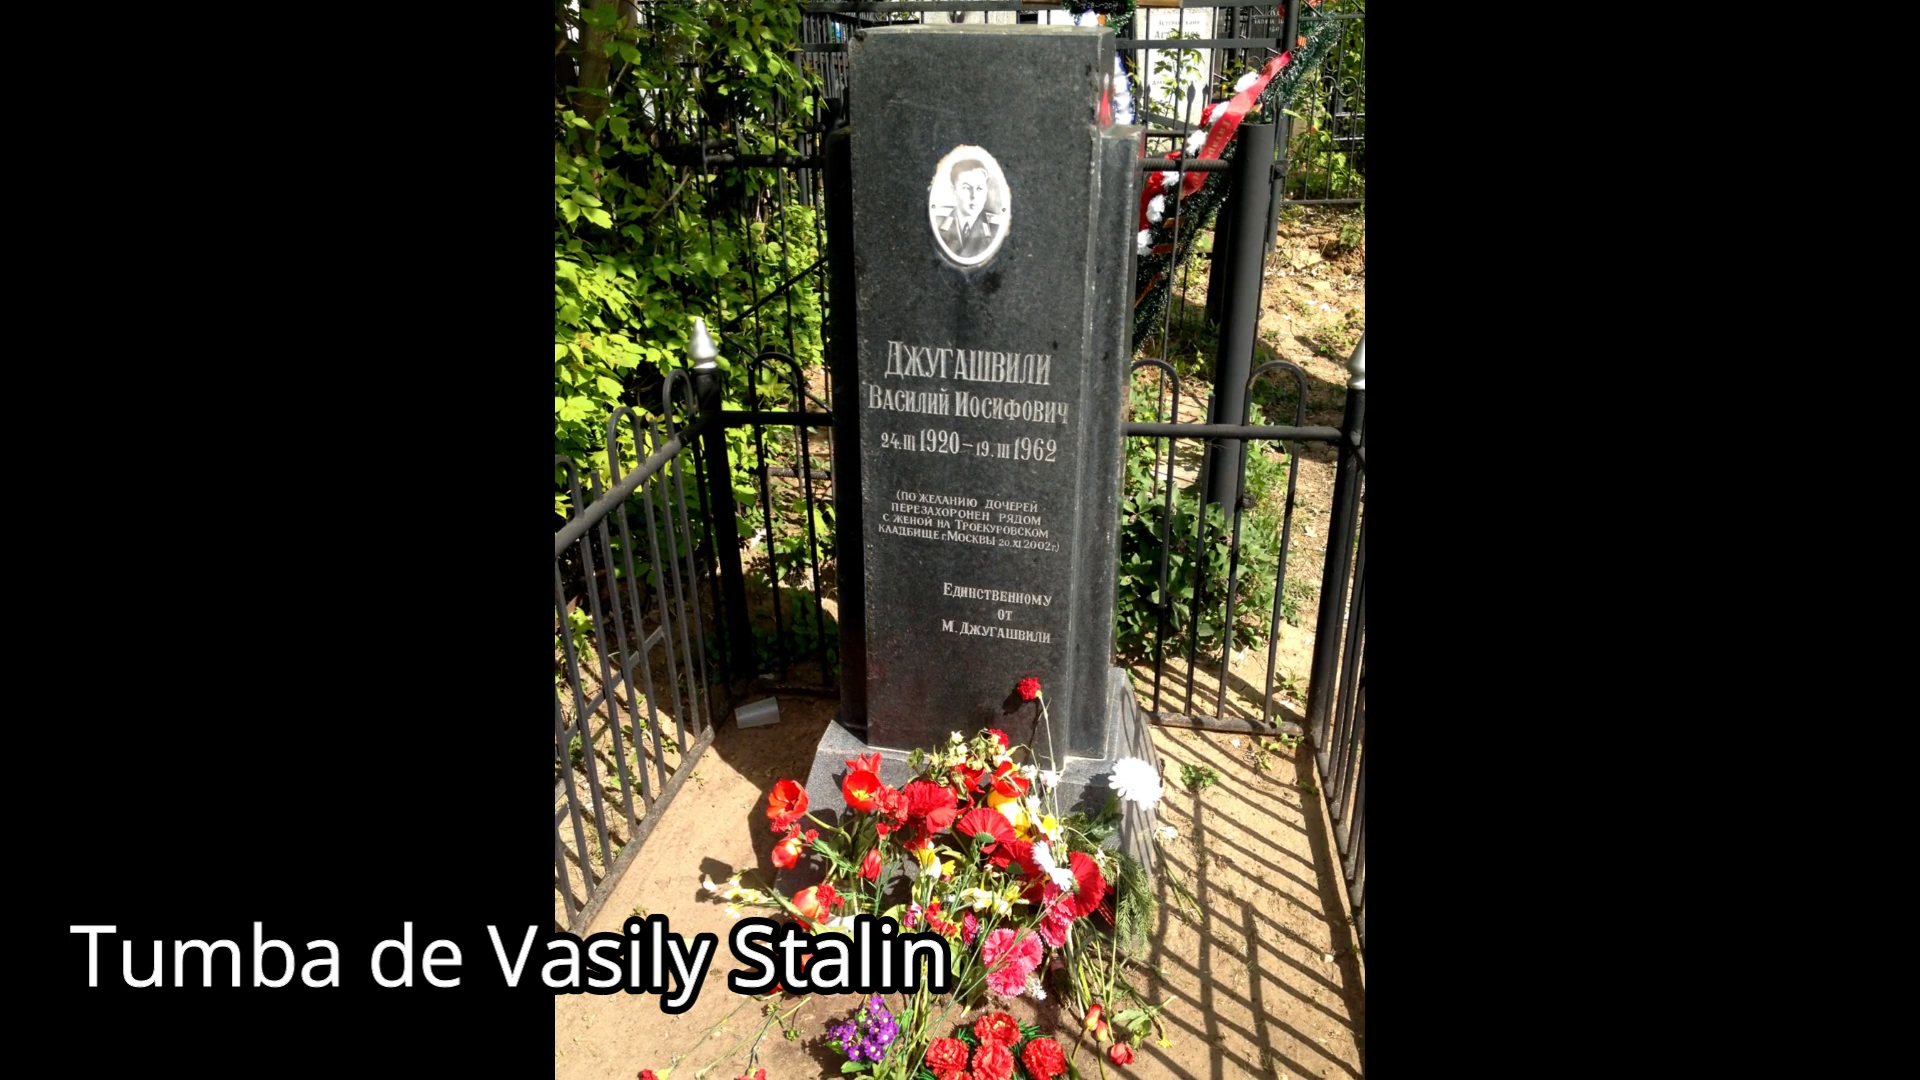 ДЖУГАШВИЛИ
ВАСИЛИЙ ИОСИФОВИЧ
24.III 1920 – 19.III 1962
(ПО ЖЕЛАНИЮ ДОЧЕРЕЙ
ПЕРЕЗАХОРОНЕН РЯДОМ
С ЖЕНОЙ НА ТРОЕКУРОВСКОМ
КЛАДБИЩЕ г.МОСКВЫ 20.XI.2002г.)
ЕДИНСТВЕННОМУ
ОТ
М. ДЖУГАШВИЛИ
Tumba de Vasily Stalin